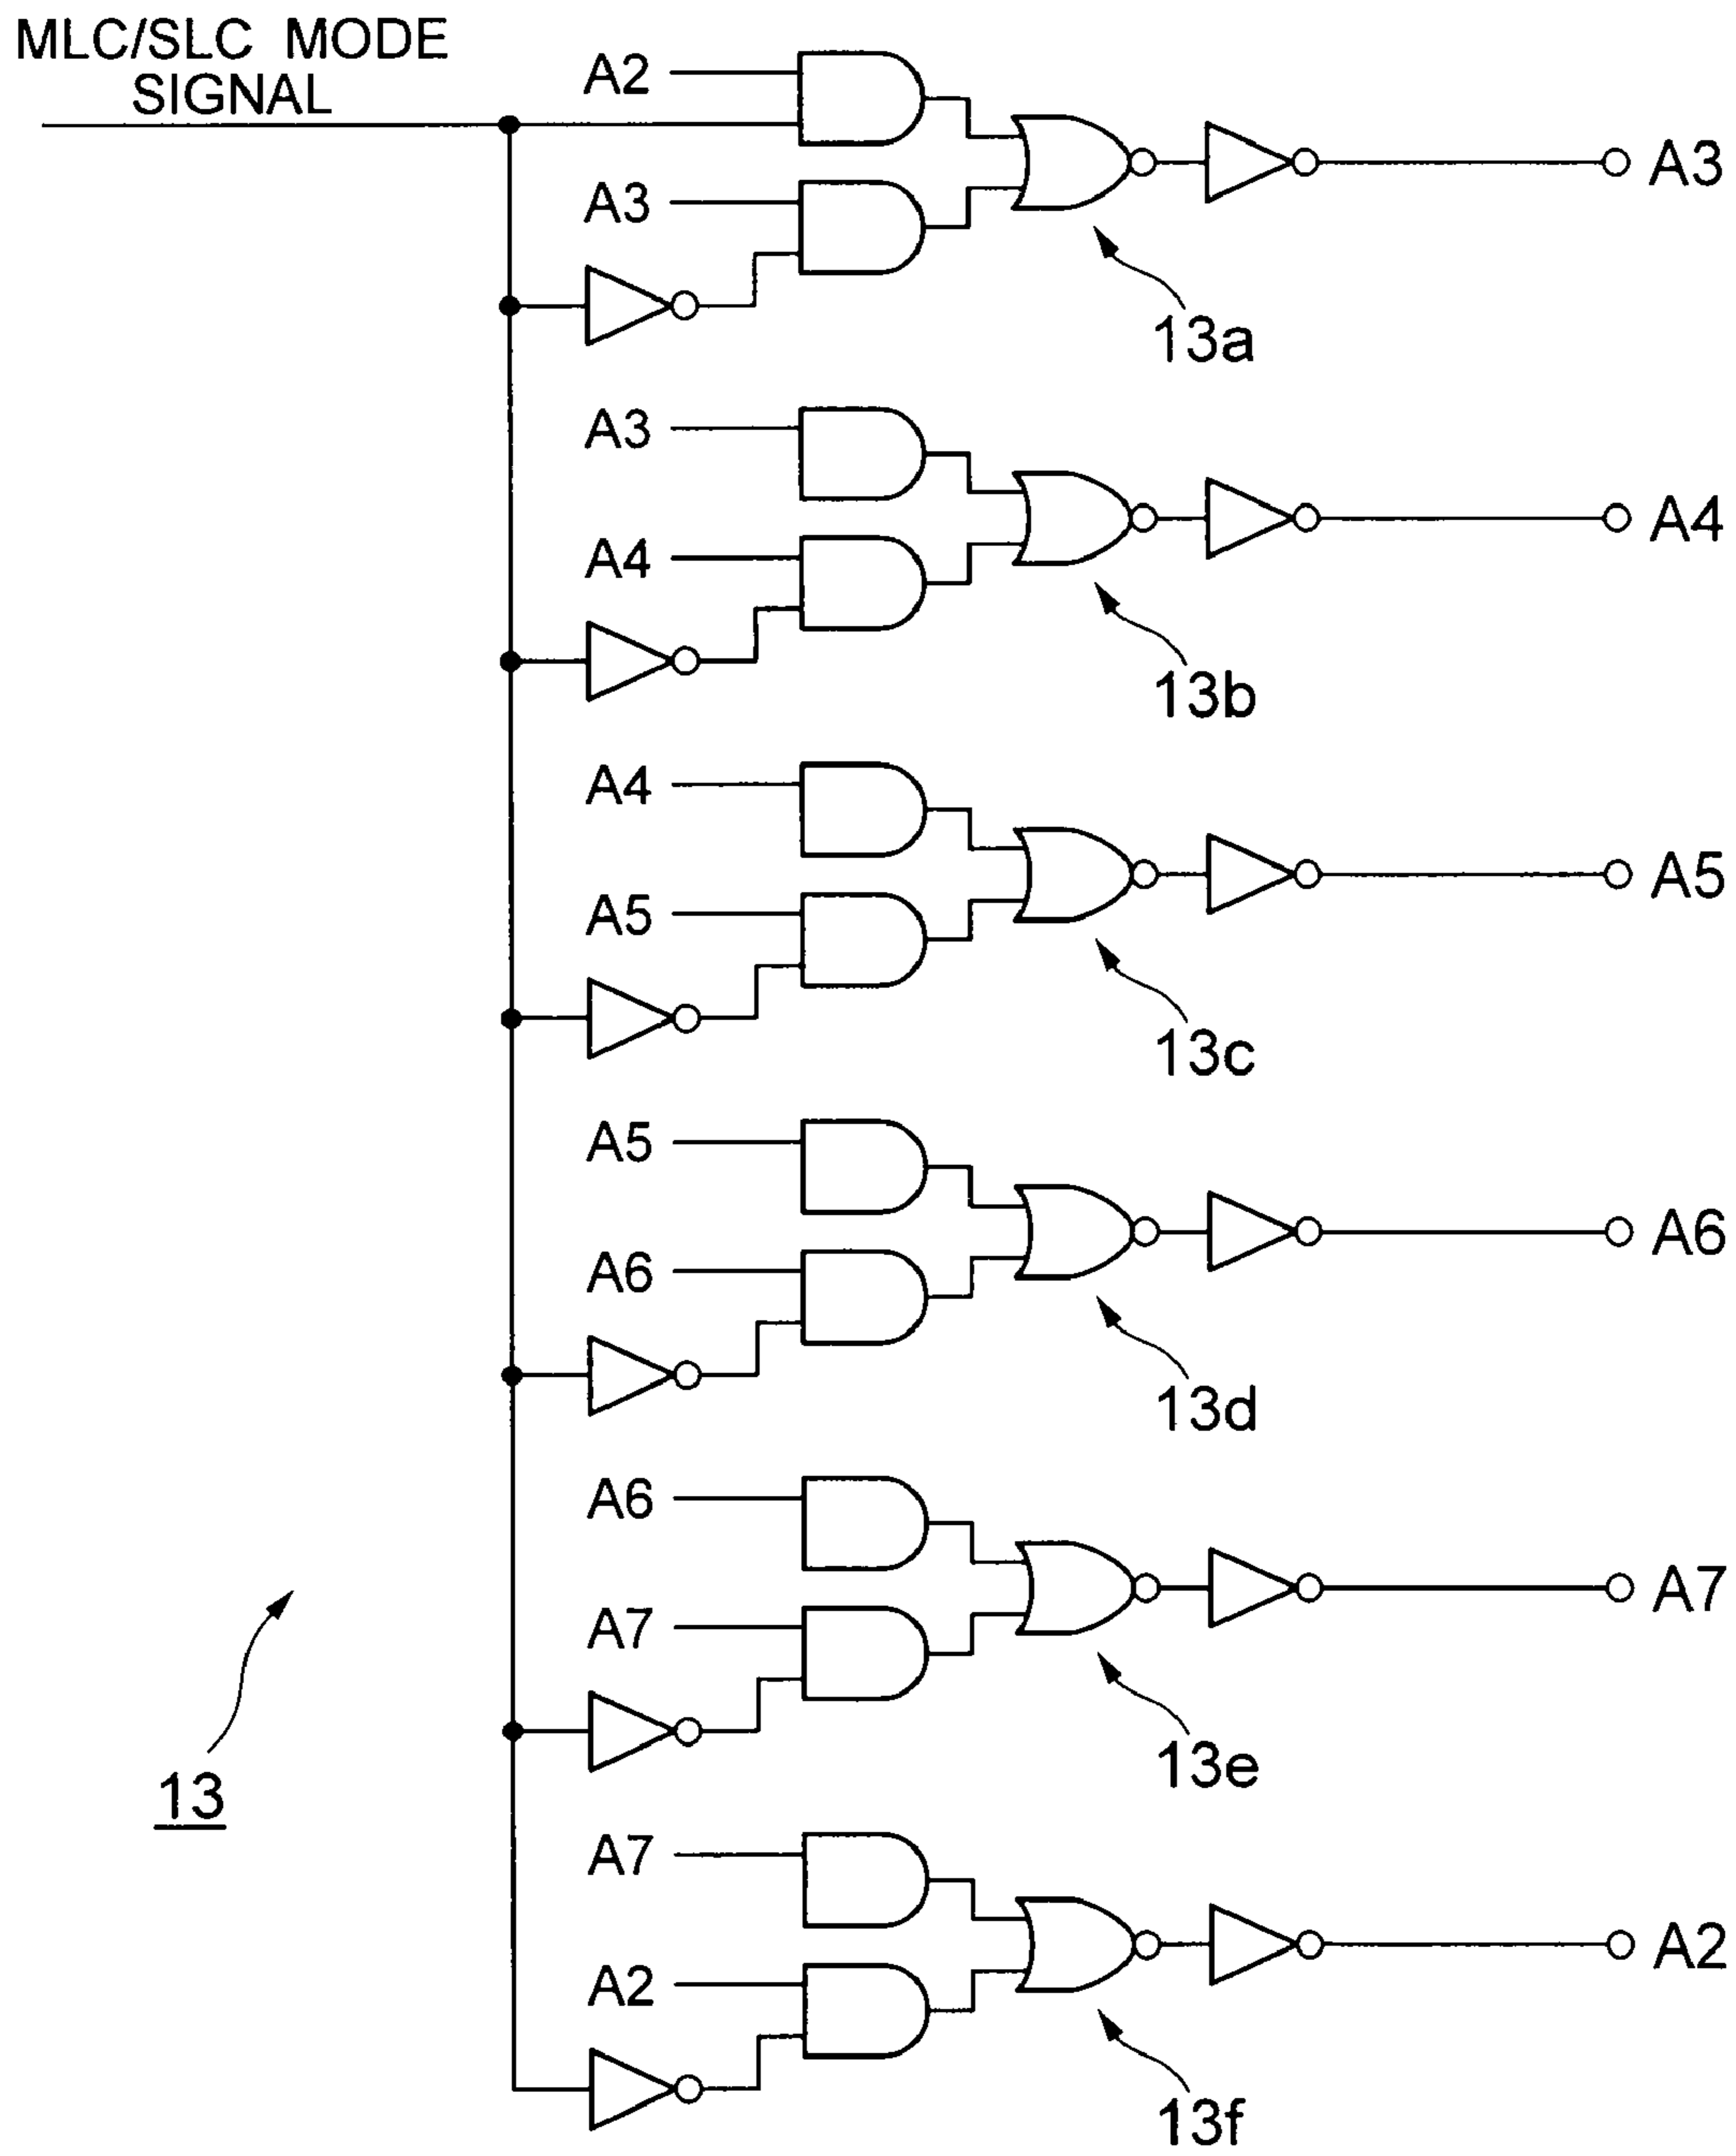 MLC/SLC MODE
SIGNAL
A2
A3
A3
13a
A3
A4
A4
13b
A4
A5
A5
13c
A5
A6
A6
13d
A6
A7
A7
13e
13
A7
A2
A2
13f